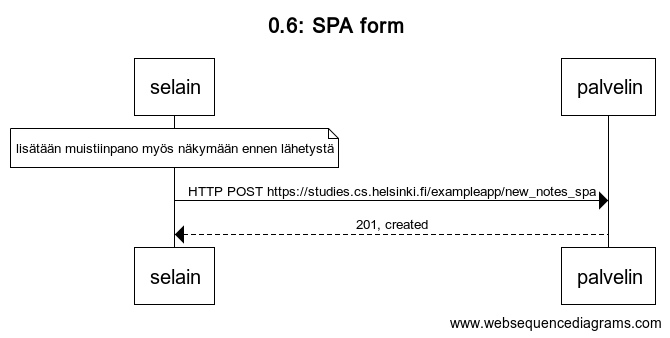 0.6: SPA form
selain
palvelin
lisätään muistiinpano myös näkymään ennen lähetystä
HTTP POST https://studies.cs.helsinki.fi/exampleapp/new_notes_spa
201, created
selain
palvelin
www.websequencediagrams.com